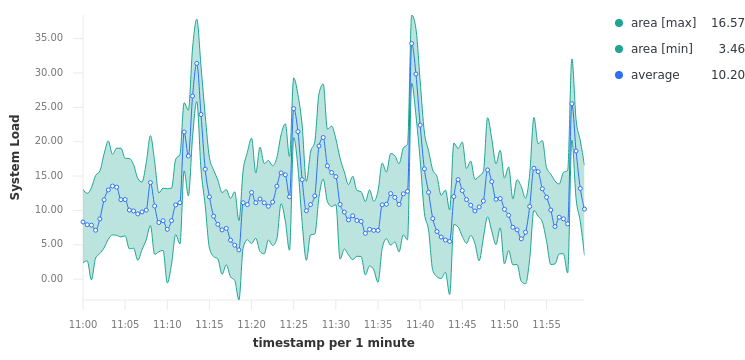 35.00
30.00
25.00
20.00
15.00
10.00
5.00
0.00
System Load
11:00 11:05 11:10 11:15 11:20 11:25 11:30 11:35 11:40 11:45 11:50 11:55
timestamp per 1 minute
area [max] 16.57
area [min] 3.46
average 10.20